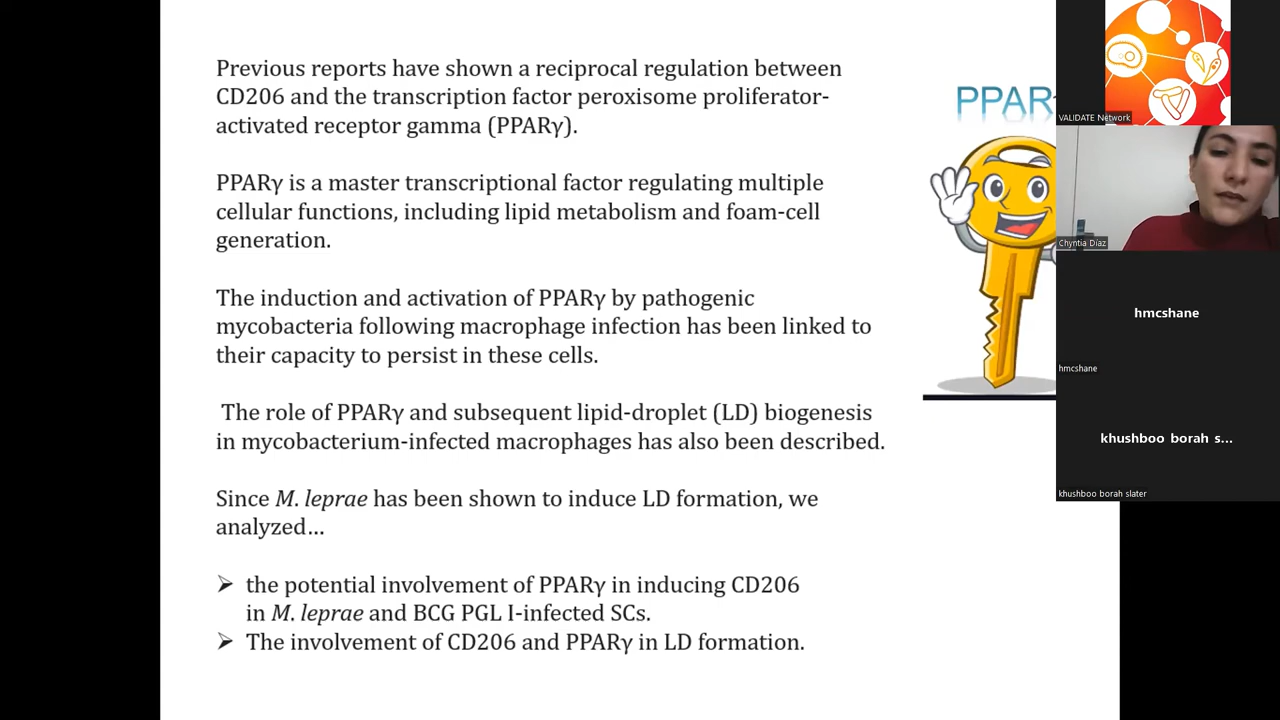 Previous reports have shown a reciprocal regulation between
CD206 and the transcription factor peroxisome proliferator-
activated receptor gamma (PPARγ).
PPARγ is a master transcriptional factor regulating multiple
cellular functions, including lipid metabolism and foam-cell
generation.
The induction and activation of PPARγ by pathogenic
mycobacteria following macrophage infection has been linked to
their capacity to persist in these cells.
The role of PPARγ and subsequent lipid-droplet (LD) biogenesis
in mycobacterium-infected macrophages has also been described.
Since M. leprae has been shown to induce LD formation, we
analyzed...
➢ the potential involvement of PPARγ in inducing CD206
in M. leprae and BCG PGL I-infected SCs.
➢ The involvement of CD206 and PPARγ in LD formation.
PPAR
VALIDATE Network
Chyntia Díaz
hmcshane
hmcshane
khushboo borah s...
khushboo borah slater